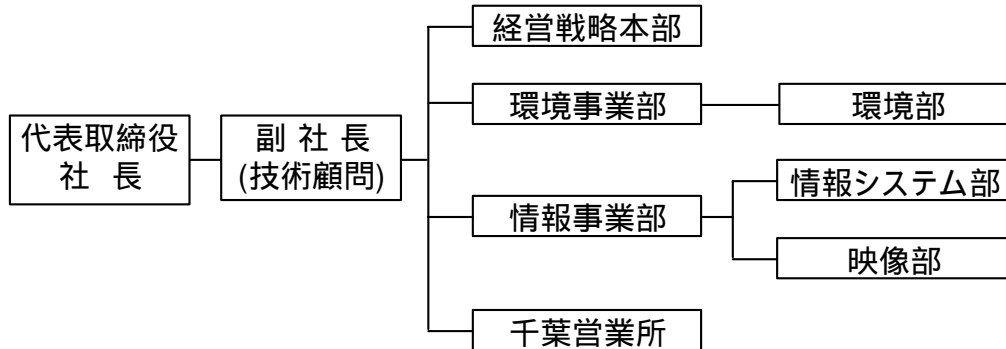 代表取締役
社 長
副 社 長
(技術顧問)
経営戦略本部
環境事業部
環境部
情報事業部
情報システム部
映像部
千葉営業所